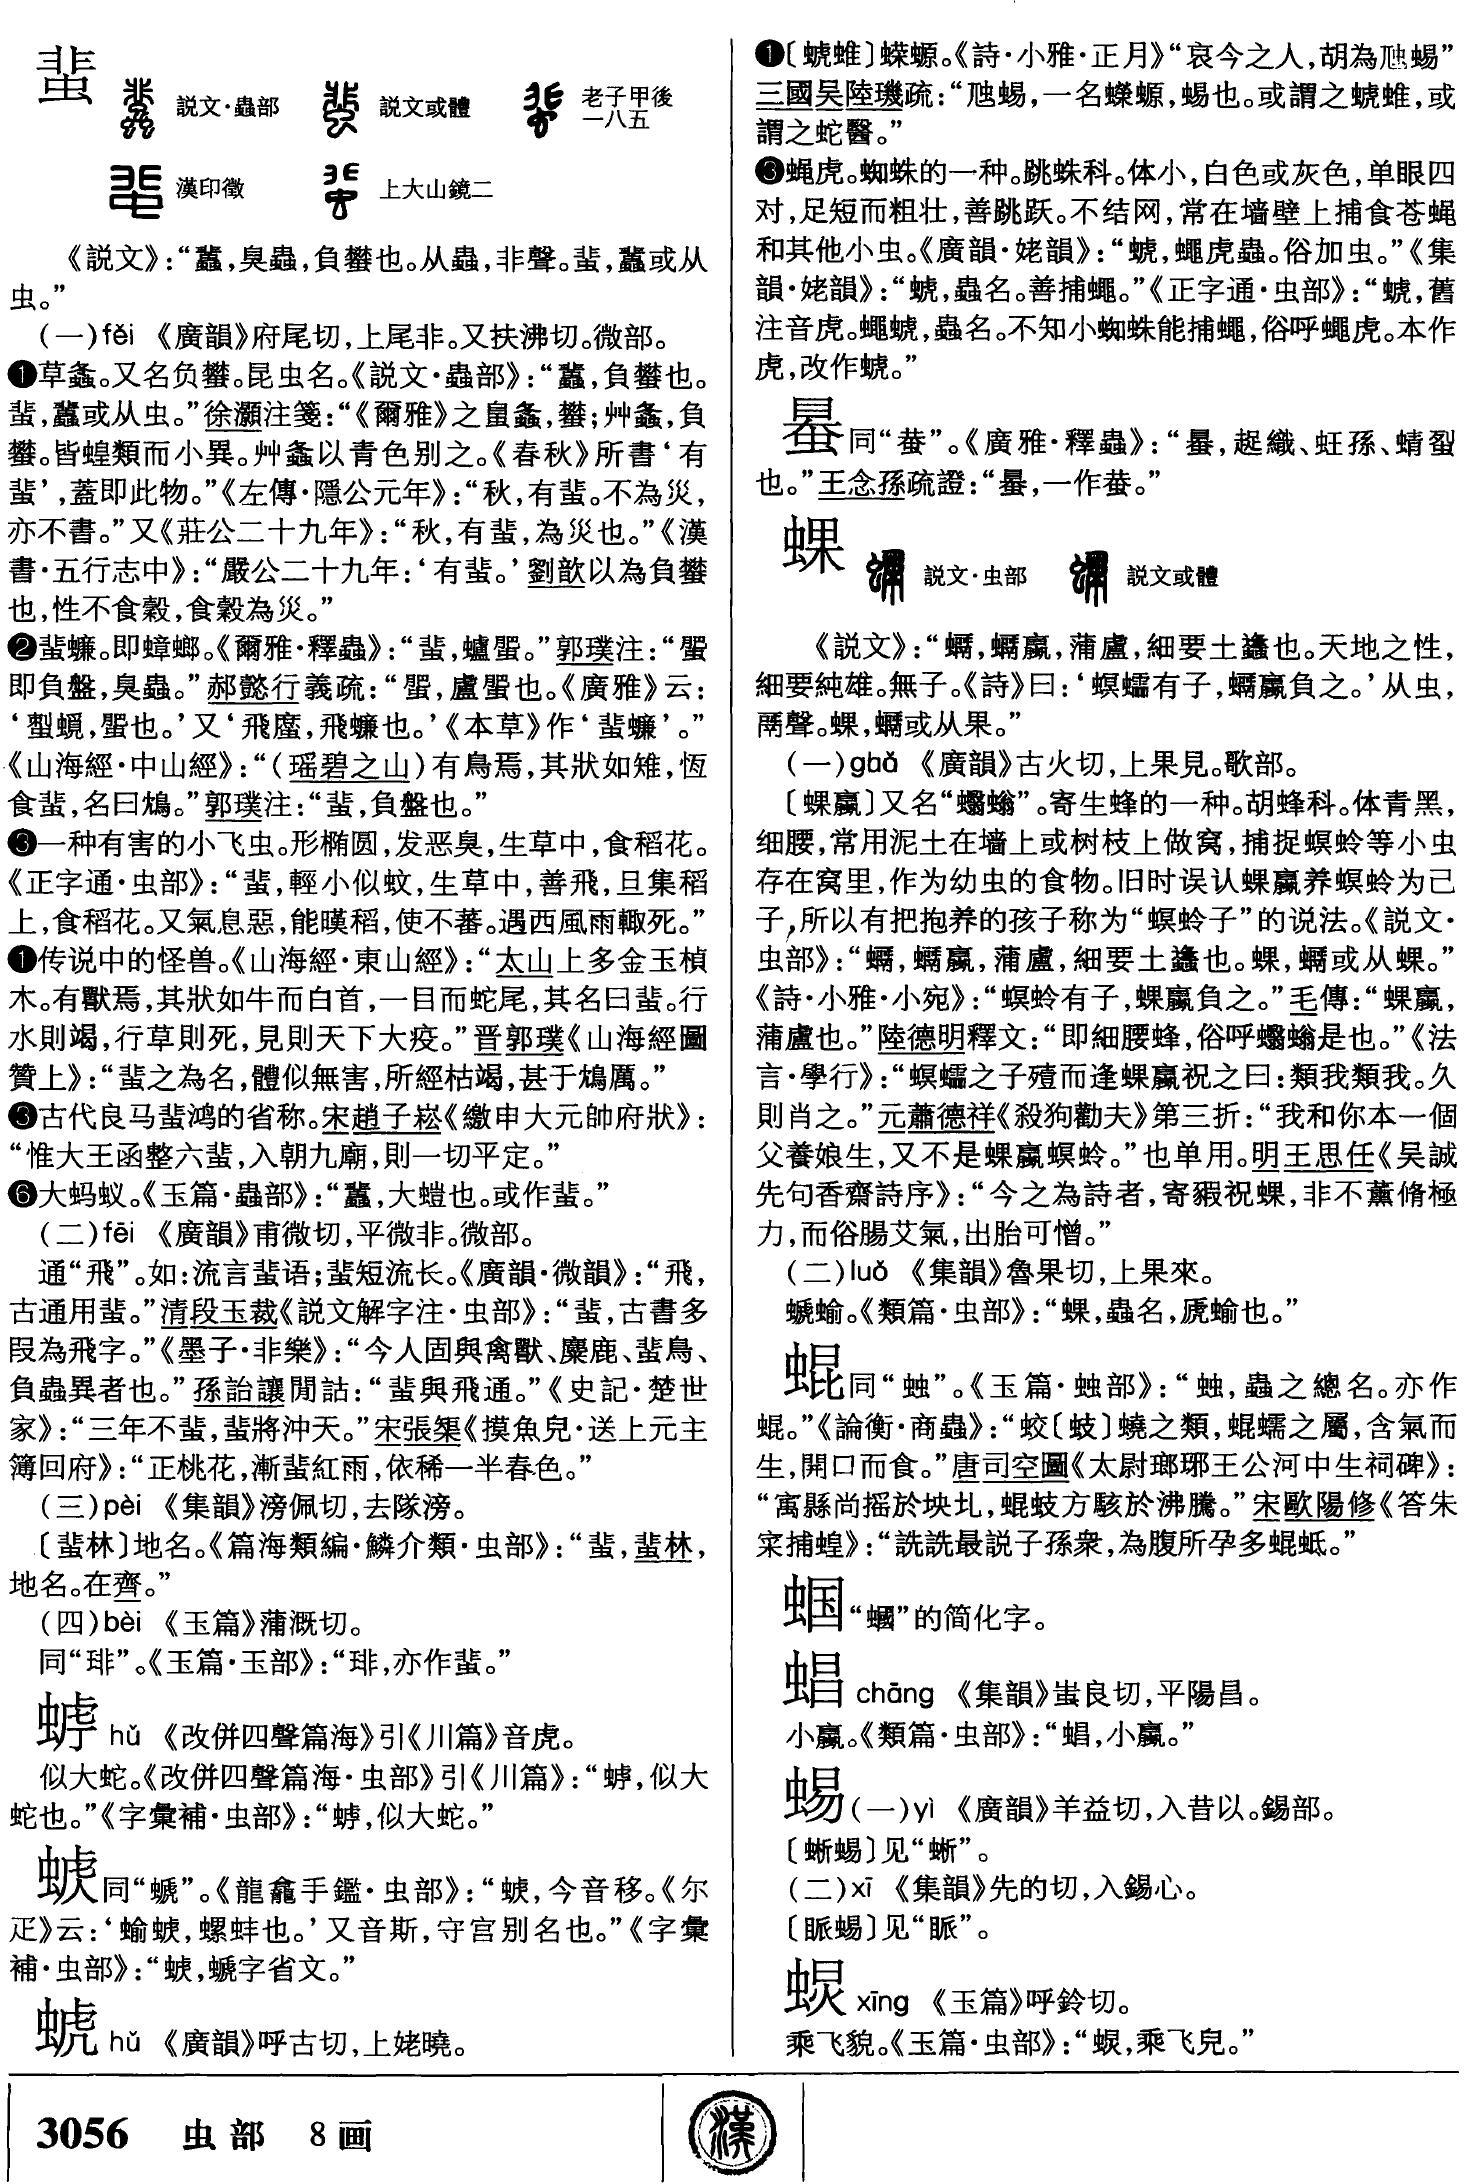 蜚
説文·蟲部 説文或體 老子甲後一八五
漢印徵 上大山鏡二
《説文》:“蠹,臭蟲,負蠜也。从蟲,非聲。蜚,蠹或从
虫。”
(一)fěi 《廣韻》府尾切,上尾非。又扶沸切。微部。
❶草螽。又名负蠜。昆虫名。《説文·蟲部》:“𧕿,負蠜也。
蜚,𧕿或从虫。”徐灝注箋:“《爾雅》之𨸏螽,蠜;艸螽,負
蠜。皆蝗類而小異。艸螽以青色别之。《春秋》所書‘有
蜚’,蓋即此物。”《左傳·隱公元年》:“秋,有蜚。不為災,
亦不書。”又《莊公二十九年》:“秋,有蜚,為災也。”《漢
書·五行志中》:“嚴公二十九年:‘有蜚。’劉歆以為負蠜
也,性不食穀,食穀為災。”
❷蜚蠊。即蟑螂。《爾雅·釋蟲》:“蜚,蠦蜰。”郭璞注:“蜰
即負盤,臭蟲。”郝懿行義疏:“蜰,盧蜰也。《廣雅》云:
‘蟹蟔,蜰也。’又‘飛䗪,飛蠊也。’《本草》作‘蜚蠊’。”
《山海經·中山經》:“(瑶碧之山)有鳥焉,其狀如雉,恆
食蜚,名曰鴆。”郭璞注:“蜚,負盤也。”
❸一种有害的小飞虫。形椭圆,发恶臭,生草中,食稻花。
《正字通·虫部》:“蜚,輕小似蚊,生草中,善飛,旦集稻
上,食稻花。又氣息惡,能暵稻,使不蕃。遇西風雨輒死。”
❶传说中的怪兽。《山海經·東山經》:“太山上多金玉楨
木。有獸焉,其狀如牛而白首,一目而蛇尾,其名曰蜚。行
水則竭,行草則死,見則天下大疫。”晋郭璞《山海經圖
贊上》:“蜚之為名,體似無害,所經枯竭,甚于鴆厲。”
❸古代良马蜚鸿的省称。宋趙子崧《繳申大元帥府狀》:
“惟大王函整六蜚,入朝九廟,則一切平定。”
❻大蚂蚁。《玉篇·蟲部》:“𧕿,大螘也。或作蜚。”
(二)fēi 《廣韻》甫微切,平微非。微部。
通“飛”。如:流言蜚语;蜚短流长。《廣韻·微韻》:“飛,
古通用蜚。”清段玉裁《説文解字注·虫部》:“蜚,古書多
叚為飛字。”《墨子·非樂》:“今人固與禽獸、麋鹿、蜚鳥、
負蟲異者也。”孫詒讓閒詁:“蜚與飛通。”《史記·楚世
家》:“三年不蜚,蜚將沖天。”宋張榘《摸魚兒·送上元主
簿回府》:“正桃花,漸蜚紅雨,依稀一半春色。”
(三)pèi 《集韻》滂佩切,去隊滂。
〔蜚林〕地名。《篇海類編·鱗介類·虫部》:“蜚,蜚林,
地名。在齊。”
(四)bèi 《玉篇》蒲溉切。
同“琲”。《玉篇·玉部》:“琲,亦作蜚。”
hǔ 《改併四聲篇海》引《川篇》音虎。
似大蛇。《改併四聲篇海·虫部》引《川篇》:“𧌔,似大
蛇也。”《字彙補·虫部》:“𧌔,似大蛇。”
同“螔”。《龍龕手鑑·虫部》:“𧋠,今音移。《尔
疋》云:‘蝓𧋠,螺蚌也。’又音斯,守宫别名也。”《字彙
補·虫部》:“𧋠,螔字省文。”
蝋 hǔ 《廣韻》呼古切,上姥曉。
❶〔蜤蜼〕蠑螈。《詩·小雅·正月》“哀今之人,胡為虺蜴”
三國吴陸璣疏:“虺蜴,一名蠑螈,蜴也。或謂之蜼,或
謂之蛇醫。”
❸蝇虎。蜘蛛的一种。跳蛛科。体小,白色或灰色,单眼四
对,足短而粗壮,善跳跃。不结网,常在墙壁上捕食苍蝇
和其他小虫。《廣韻·姥韻》:“䗂,蠅虎蟲。俗加虫。”《集
韻·姥韻》:“䗂,蟲名。善捕蠅。”《正字通·虫部》:“䗂,舊
注音虎。蠅䗂,蟲名。不知小蜘蛛能捕蠅,俗呼蠅虎。本作
虎,改作䗂。”
同“蛬”。《廣雅·釋蟲》:“𧊅,趗織、蚟孫、蜻䗁
也。”王念孫疏證:“𧊅,一作蛬。”
蜾
説文·虫部 説文或體
《説文》:“蠣,蠣蠃,蒲盧,細要土蠭也。天地之性,
細要純雄。無子。《詩》曰:‘螟蠕有子,蠣蠃負之。’从虫,
𠕎聲。蜾,蠣或从果。”
(一)guǒ 《廣韻》古火切,上果見。歌部。
〔蜾蠃〕又名“蠮螉”。寄生蜂的一种。胡蜂科。体青黑,
细腰,常用泥土在墙上或树枝上做窝,捕捉螟蛉等小虫
存在窝里,作为幼虫的食物。旧时误认蜾蠃养螟蛉为己
子,所以有把抱养的孩子称为“螟蛉子”的说法。《説文·
虫部》:“蠣,蠣蠃,蒲盧,細要土蠭也。蜾,蠣或从蜾。”
《詩·小雅·小宛》:“螟蛉有子,蜾蠃負之。”毛傳:“蜾蠃,
蒲盧也。”陸德明釋文:“即細腰蜂,俗呼蠮螉是也。”《法
言·學行》:“螟蠕之子殪而逢蜾蠃祝之曰:類我類我。久
則肖之。”元蕭德祥《殺狗勸夫》第三折:“我和你本一個
父養娘生,又不是蜾蠃螟蛉。”也单用。明王思任《吴誠
先句香齋詩序》:“今之為詩者,寄豭祝蜾,非不薰脩極
力,而俗腸艾氣,出胎可憎。”
(二)luǒ 《集韻》魯果切,上果來。
螔蝓。《類篇·虫部》:“蜾,蟲名,虒蝓也。”
蜫 同“䖵”。《玉篇·䖵部》:“䖵,蟲之總名。亦作
蜫。”《論衡·商蟲》:“蛟〔蚑〕蟯之類,蜫蠕之屬,含氣而
生,開口而食。”唐司空圖《太尉瑯琊王公河中生祠碑》:
“寓縣尚摇於坱圠,蜫蚑方駭於沸騰。”宋歐陽修《答朱
寀捕蝗》:“詵詵最説子孫衆,為腹所孕多蜫蚳。”
蝈 “蟈”的简化字。
蜎 chāng 《集韻》蚩良切,平陽昌。
小蠃。《類篇·虫部》:“䗉,小蠃。”
蜴 (一)yì 《廣韻》羊益切,入昔以。錫部。
〔蜥蜴〕见“蜥”。
(二)xī 《集韻》先的切,入錫心。
〔脈蜴〕见“脈”。
xīng 《玉篇》呼鈴切。
乘飞貌。《玉篇·虫部》:“,乘飞皃。”
3056 虫部 8画
漢